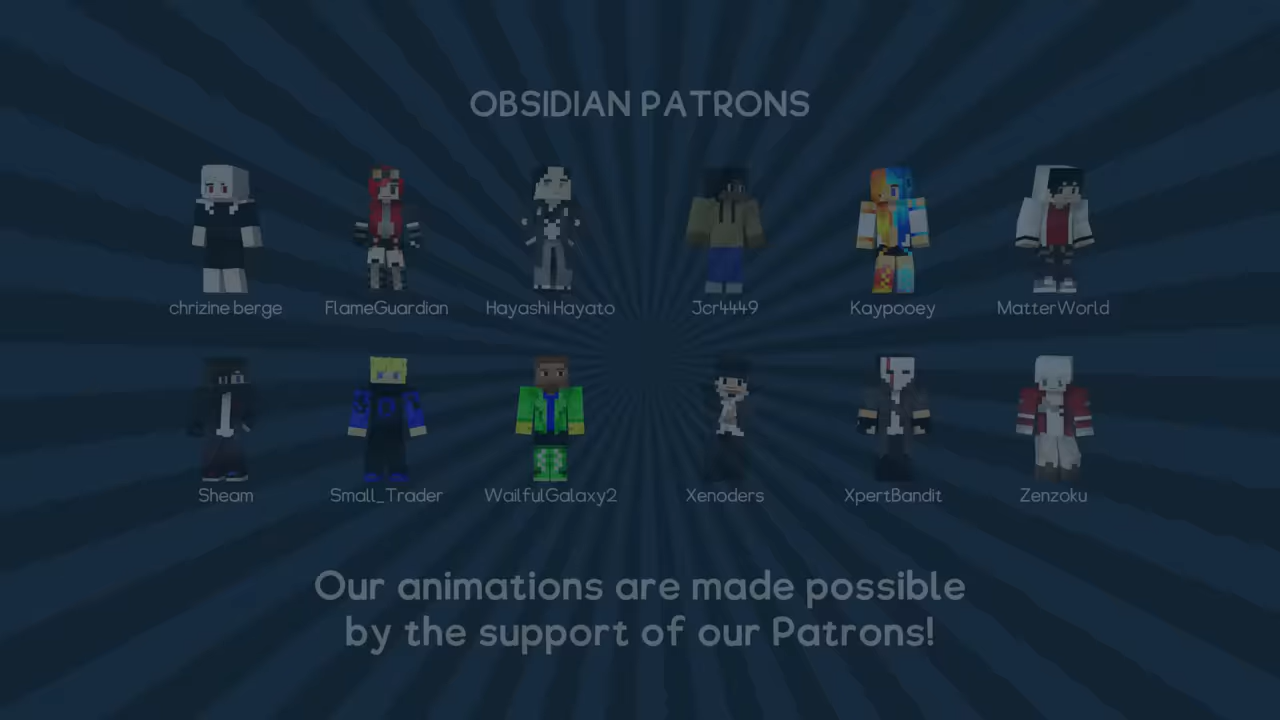 OBSIDIAN PATRONS
chrizine berge FlameGuardian Hayashi Hayato Jcr4449 Kaypooey MatterWorld
Sheam Small_Trader WailfulGalaxy2 Xenoders XpertBandit Zenzoku
Our animations are made possible
by the support of our Patrons!